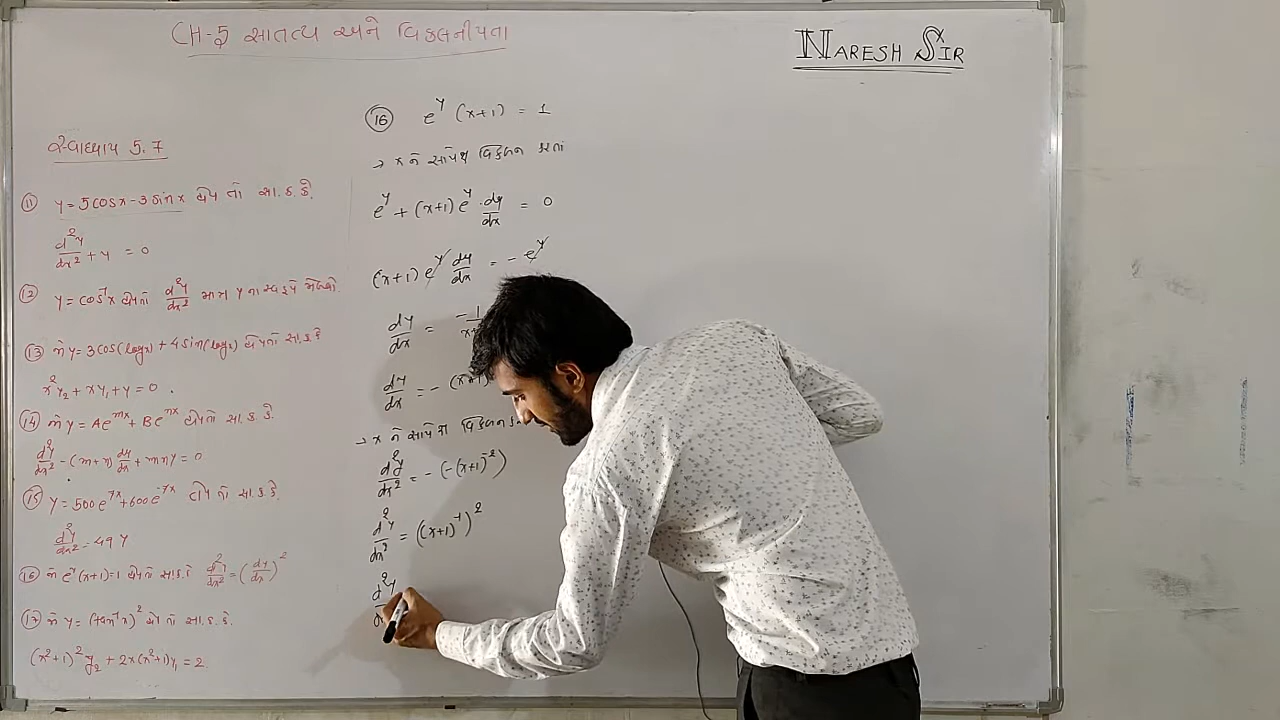 CH-5 સાતત્ય અને વિકલનીયતા
NARESH SIR
સ્વાધ્યાય 5.7
(11) y = 5cosx - 3sinx હોય તો સા.ક.કે.
d²y/dx² + y = 0
(12) y = cos⁻¹x હોય તો d²y/dx² માત્ર y ના સ્વરૂપે મેળવો
(13) જો y = 3cos(logx) + 4sin(logx) હોય તો સા.ક.કે
x²y₂ + xy₁ + y = 0.
(14) જો y = Ae^mx + Be^nx હોય તો સા.ક.કે.
d²y/dx² - (m+n) dy/dx + mny = 0
(15) y = 500e^7x + 600e^-7x હોય તો સા.ક.કે.
d²y/dx² = 49y
(16) જો e^y(x+1) = 1 હોય તો સા.ક.કે d²y/dx² = (dy/dx)²
(17) જો y = (tan⁻¹x)² હોય તો સા.ક.કે.
(x²+1)² y₂ + 2x(x²+1)y₁ = 2
(16) e^y (x+1) = 1
→ x ને સાપેક્ષ વિકલન કરતાં
e^y + (x+1) e^y · dy/dx = 0
(x+1) e^y dy/dx = - e^y
dy/dx = -1/
dy/dx = - (x+1)
→ x ને સાપેક્ષ વિકલન
d²y/dx² = - (-(x+1)⁻²)
d²y/dx² = ((x+1)⁻¹)²
d²y